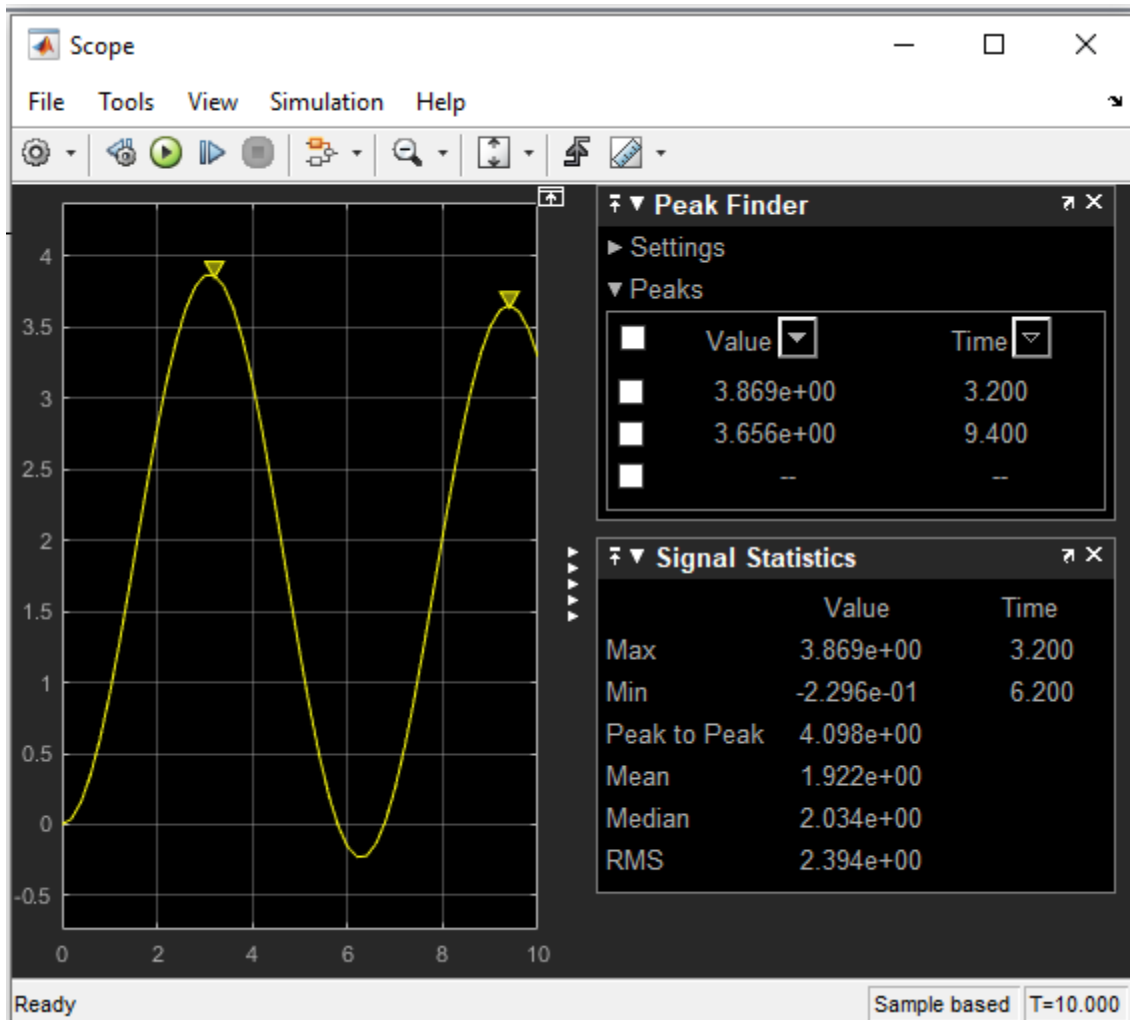 Scope
File Tools View Simulation Help
4
3.5
3
2.5
2
1.5
1
0.5
0
-0.5
0 2 4 6 8 10
Peak Finder
Settings
Peaks
Value Time
3.869e+00 3.200
3.656e+00 9.400
-- --
Signal Statistics
Value Time
Max 3.869e+00 3.200
Min -2.296e-01 6.200
Peak to Peak 4.098e+00
Mean 1.922e+00
Median 2.034e+00
RMS 2.394e+00
Ready Sample based T=10.000